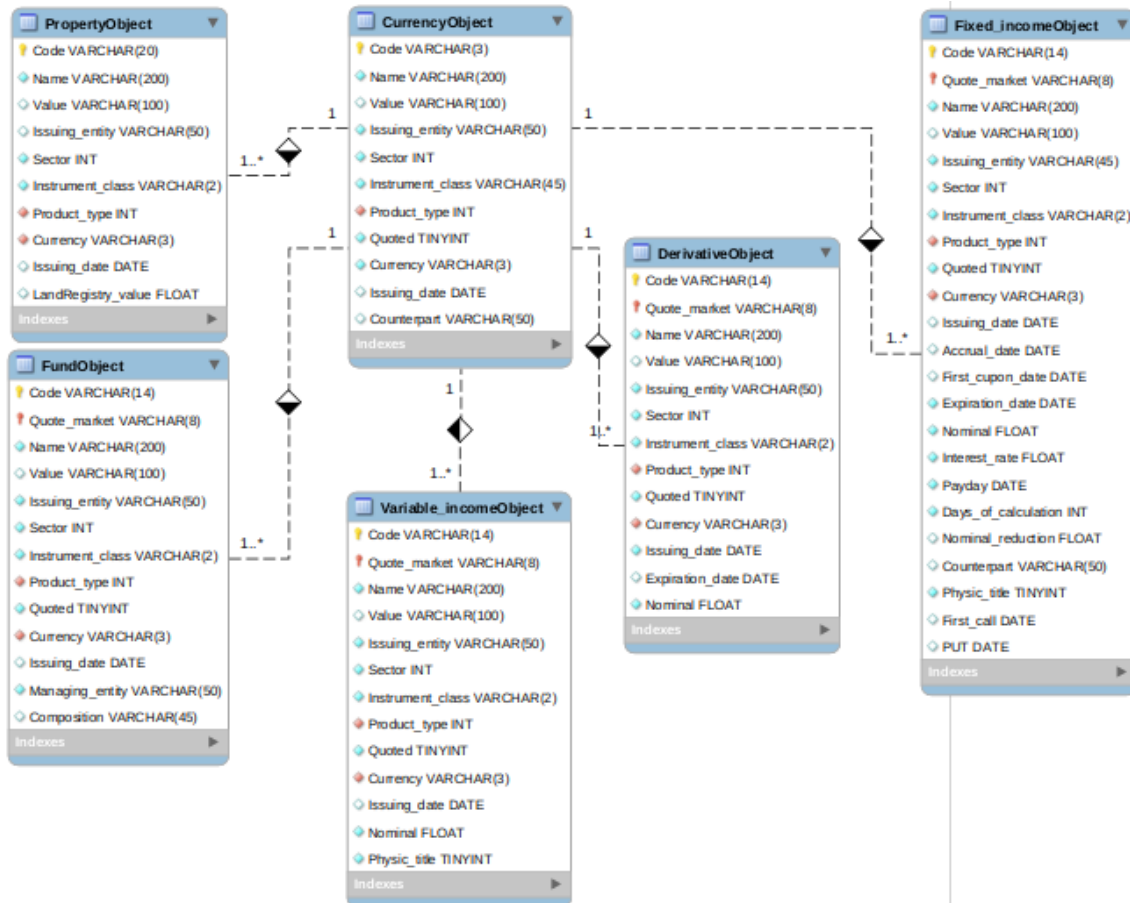 PropertyObject
Code VARCHAR(20)
Name VARCHAR(200)
Value VARCHAR(100)
Issuing_entity VARCHAR(50)
Sector INT
Instrument_class VARCHAR(2)
Product_type INT
Currency VARCHAR(3)
Issuing_date DATE
LandRegistry_value FLOAT
Indexes
FundObject
Code VARCHAR(14)
Quote_market VARCHAR(8)
Name VARCHAR(200)
Value VARCHAR(100)
Issuing_entity VARCHAR(50)
Sector INT
Instrument_class VARCHAR(2)
Product_type INT
Quoted TINYINT
Currency VARCHAR(3)
Issuing_date DATE
Managing_entity VARCHAR(50)
Composition VARCHAR(45)
Indexes
1
1..*
1
1..*
CurrencyObject
Code VARCHAR(3)
Name VARCHAR(200)
Value VARCHAR(100)
Issuing_entity VARCHAR(50)
Sector INT
Instrument_class VARCHAR(45)
Product_type INT
Quoted TINYINT
Currency VARCHAR(3)
Issuing_date DATE
Counterpart VARCHAR(50)
Indexes
1
1..*
Variable_incomeObject
Code VARCHAR(14)
Quote_market VARCHAR(8)
Name VARCHAR(200)
Value VARCHAR(100)
Issuing_entity VARCHAR(50)
Sector INT
Instrument_class VARCHAR(2)
Product_type INT
Quoted TINYINT
Currency VARCHAR(3)
Issuing_date DATE
Nominal FLOAT
Physic_title TINYINT
Indexes
1
1..*
DerivativeObject
Code VARCHAR(14)
Quote_market VARCHAR(8)
Name VARCHAR(200)
Value VARCHAR(100)
Issuing_entity VARCHAR(50)
Sector INT
Instrument_class VARCHAR(2)
Product_type INT
Quoted TINYINT
Currency VARCHAR(3)
Issuing_date DATE
Expiration_date DATE
Nominal FLOAT
Indexes
1
1..*
Fixed_incomeObject
Code VARCHAR(14)
Quote_market VARCHAR(8)
Name VARCHAR(200)
Value VARCHAR(100)
Issuing_entity VARCHAR(45)
Sector INT
Instrument_class VARCHAR(2)
Product_type INT
Quoted TINYINT
Currency VARCHAR(3)
Issuing_date DATE
Accrual_date DATE
First_cupon_date DATE
Expiration_date DATE
Nominal FLOAT
Interest_rate FLOAT
Payday DATE
Days_of_calculation INT
Nominal_reduction FLOAT
Counterpart VARCHAR(50)
Physic_title TINYINT
First_call DATE
PUT DATE
Indexes